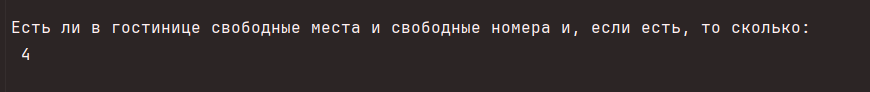 Есть ли в гостинице свободные места и свободные номера и, если есть, то сколько:
4